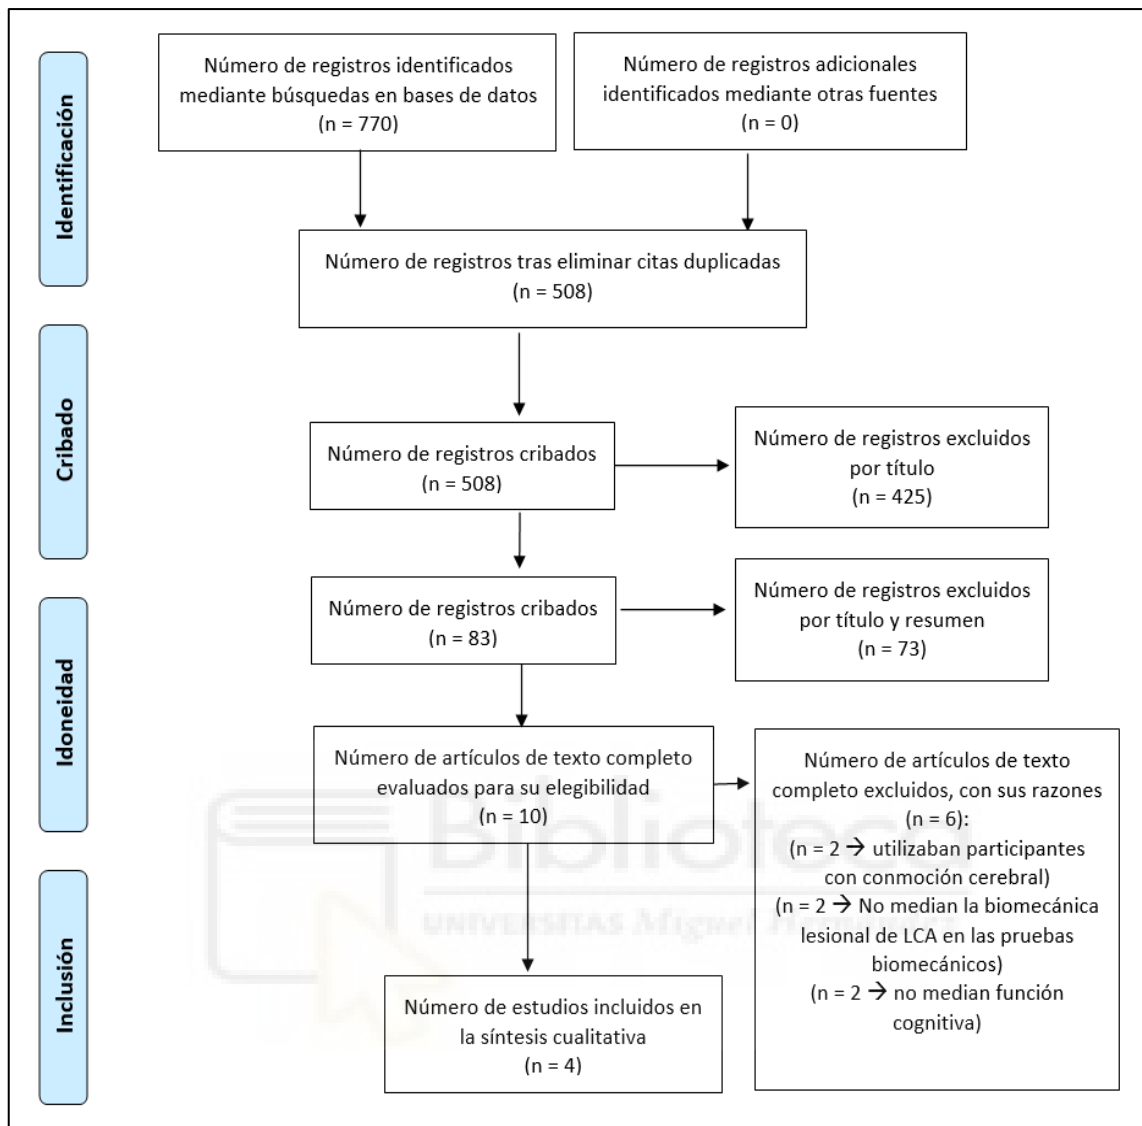 Identificación
Número de registros identificados
mediante búsquedas en bases de datos
(n = 770)
Número de registros adicionales
identificados mediante otras fuentes
(n = 0)
Número de registros tras eliminar citas duplicadas
(n = 508)
Cribado
Número de registros cribados
(n = 508)
Número de registros excluidos
por título
(n = 425)
Número de registros cribados
(n = 83)
Número de registros excluidos
por título y resumen
(n = 73)
Idoneidad
Número de artículos de texto completo
evaluados para su elegibilidad
(n = 10)
Número de artículos de texto
completo excluidos, con sus razones
(n = 6):
(n = 2 → utilizaban participantes
con conmoción cerebral)
(n = 2 → No median la biomecánica
lesional de LCA en las pruebas
biomecánicos)
(n = 2 → no median función
cognitiva)
Inclusión
Número de estudios incluidos en
la síntesis cualitativa
(n = 4)
Biblioteca
UNIVERSITAS Miguel Hernández